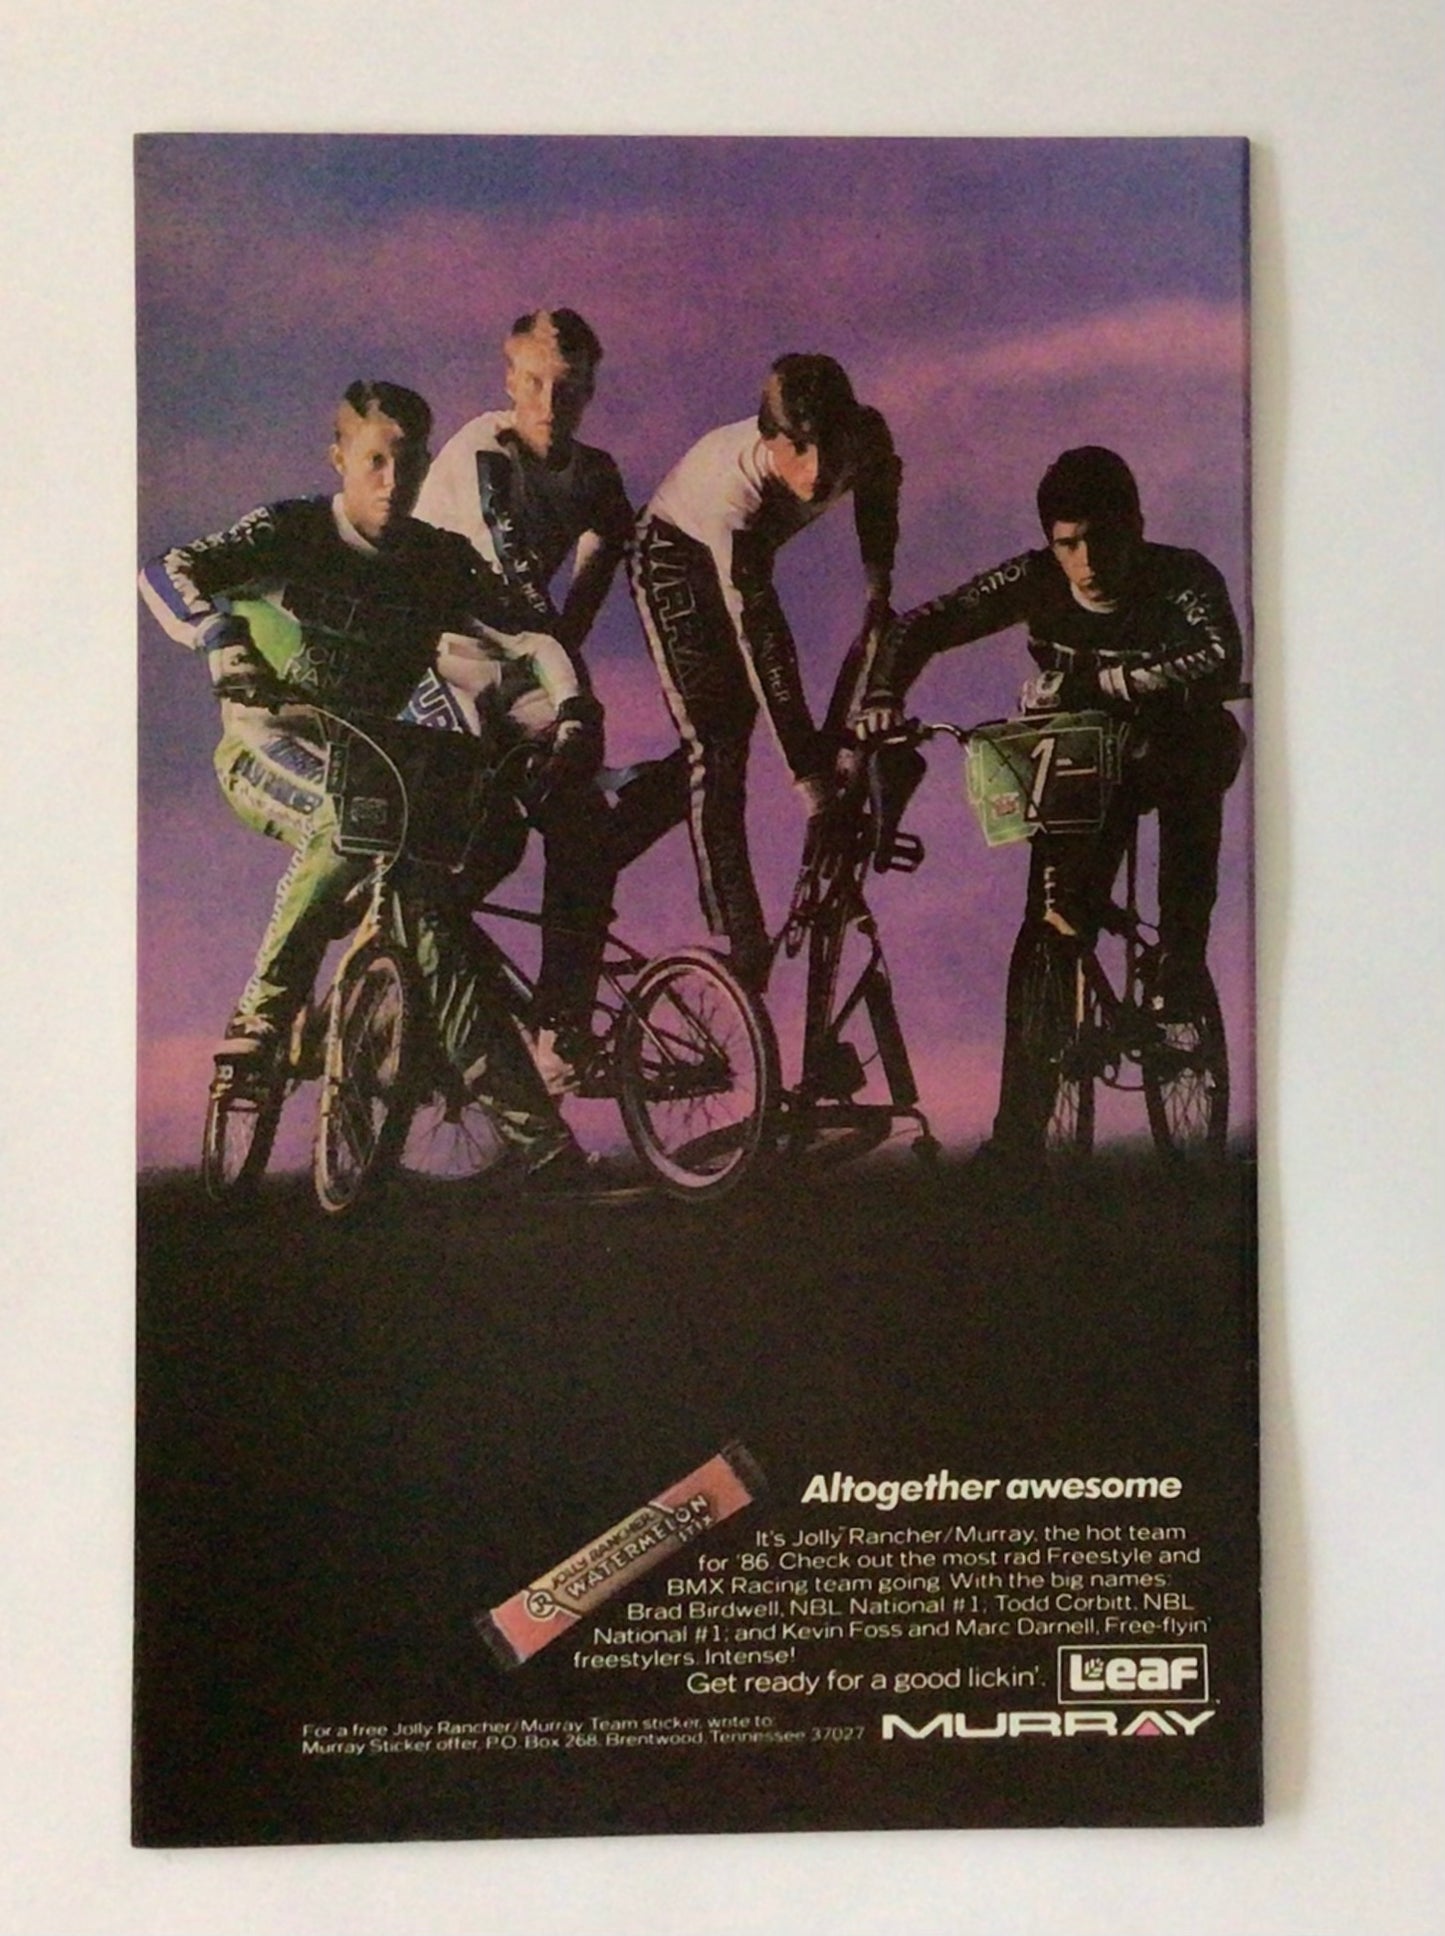 JOLLY
RAN
MURRAY
1
JOLLY RANCHER
WATERMELON
STIX
Altogether awesome
It's Jolly Rancher/Murray, the hot team
for '86. Check out the most rad Freestyle and
BMX Racing team going. With the big names:
Brad Birdwell, NBL National #1; Todd Corbitt, NBL
National #1; and Kevin Foss and Marc Darnell, Free-flyin'
freestylers. Intense!
Get ready for a good lickin'.
Leaf
For a free Jolly Rancher/Murray Team sticker, write to:
Murray Sticker offer, P.O. Box 268, Brentwood, Tennessee 37027
MURRAY